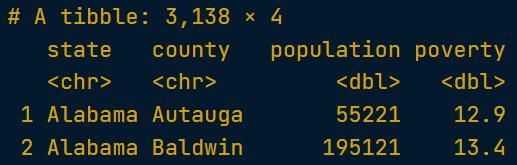 # A tibble: 3,138 × 4
state county population poverty
<chr> <chr> <dbl> <dbl>
1 Alabama Autauga 55221 12.9
2 Alabama Baldwin 195121 13.4